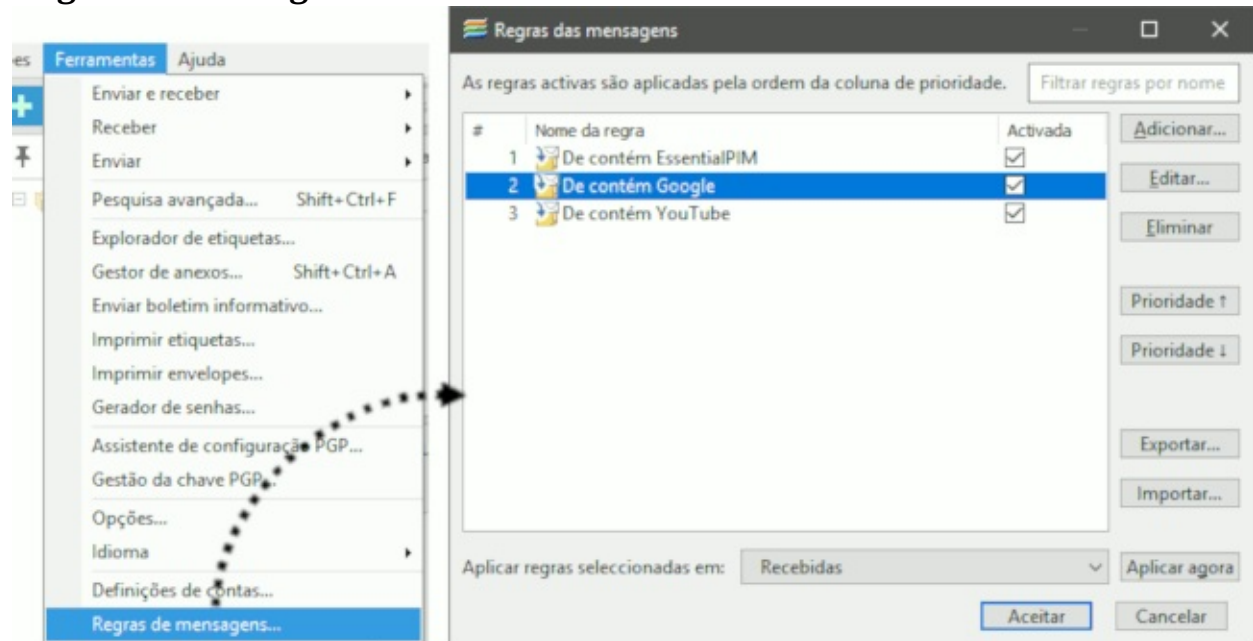 es Ferramentas Ajuda
Enviar e receber
Receber
Enviar
Pesquisa avançada... Shift+Ctrl+F
Explorador de etiquetas...
Gestor de anexos... Shift+Ctrl+A
Enviar boletim informativo...
Imprimir etiquetas...
Imprimir envelopes...
Gerador de senhas...
Assistente de configuração PGP...
Gestão da chave PGP...
Opções...
Idioma
Definições de contas...
Regras de mensagens...
Regras das mensagens
As regras activas são aplicadas pela ordem da coluna de prioridade. Filtrar regras por nome
# Nome da regra Activada
1 De contém EssentialPIM
2 De contém Google
3 De contém YouTube
Adicionar...
Editar...
Eliminar
Prioridade ↑
Prioridade ↓
Exportar...
Importar...
Aplicar regras seleccionadas em: Recebidas Aplicar agora
Aceitar Cancelar